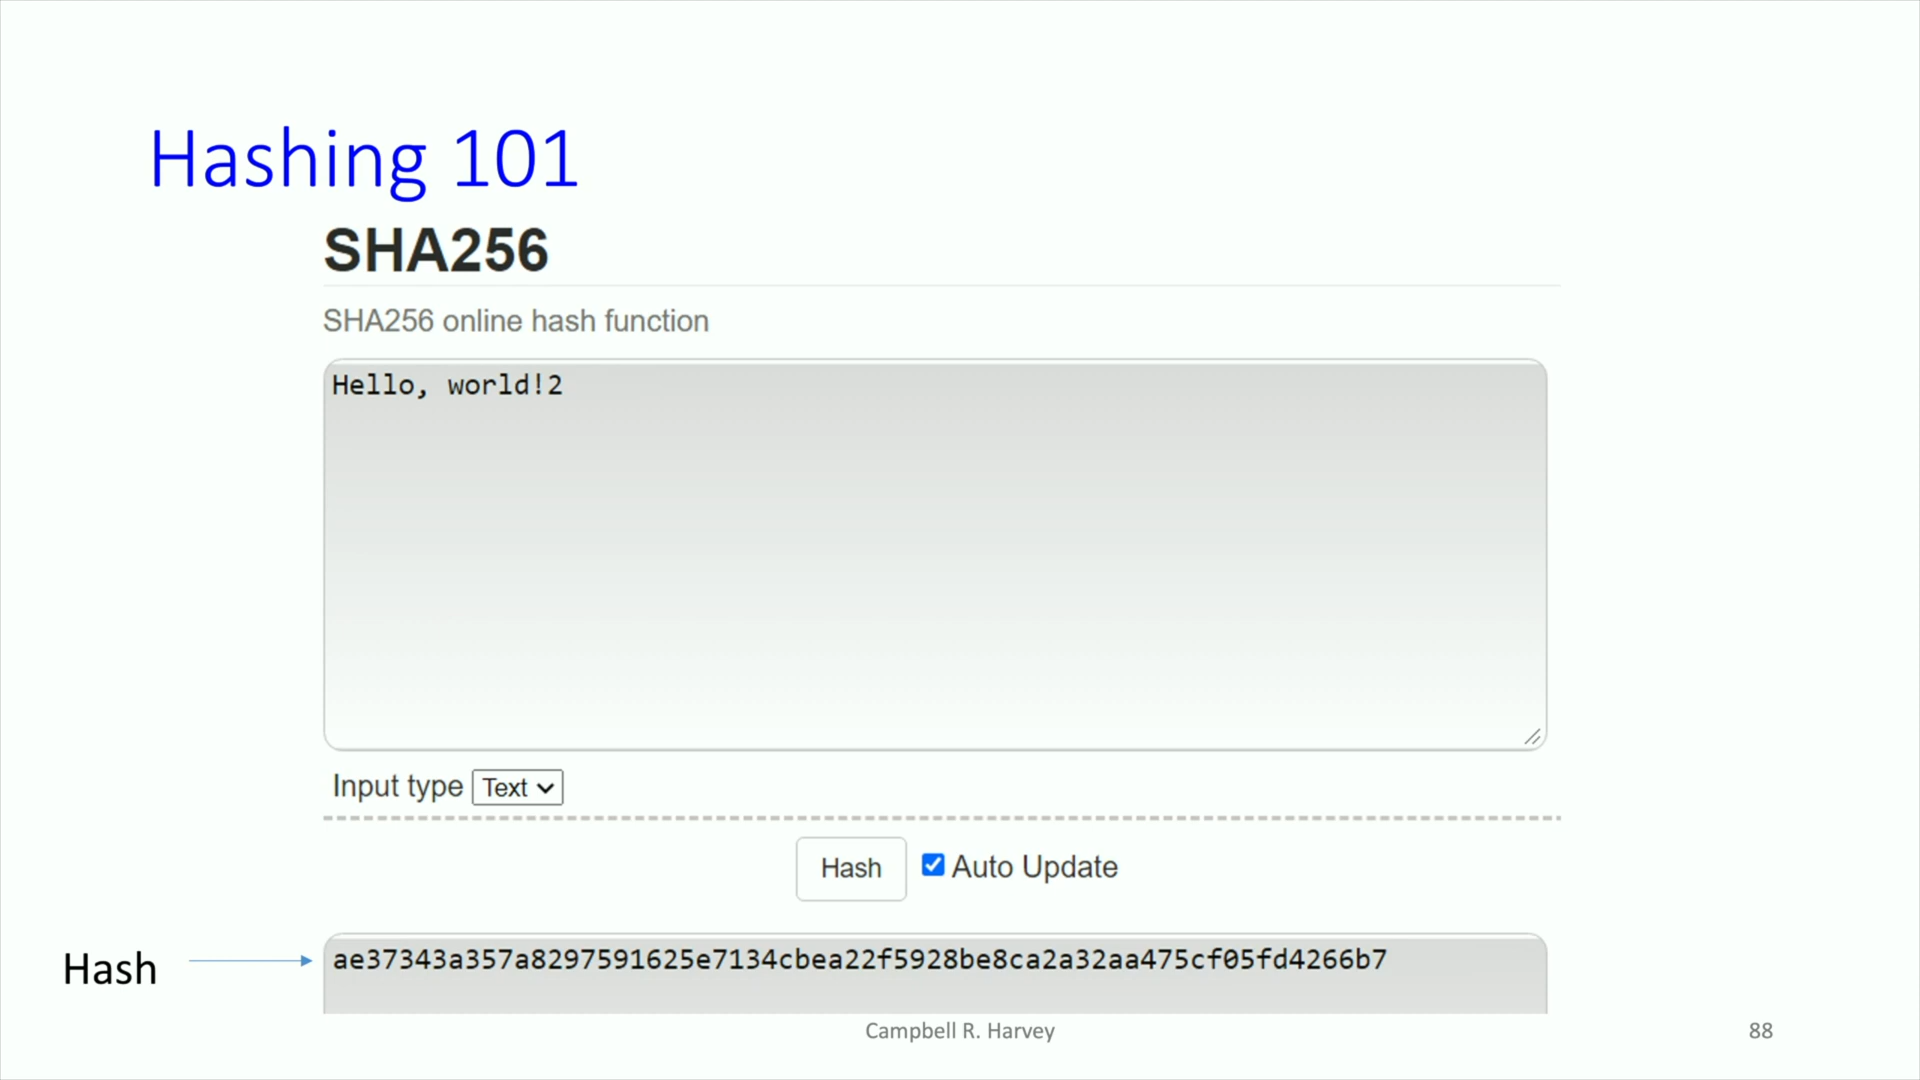 Hashing 101
SHA256
SHA256 online hash function
Hello, world!2
Input type Text
Hash Auto Update
Hash ae37343a357a8297591625e7134cbea22f5928be8ca2a32aa475cf05fd4266b7
Campbell R. Harvey 88